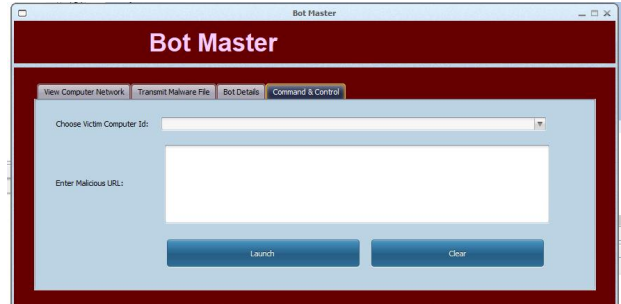 Bot Master
Bot Master
View Computer Network Transmit Malware File Bot Details Command & Control
Choose Victim Computer Id:
Enter Malicious URL:
Launch Clear